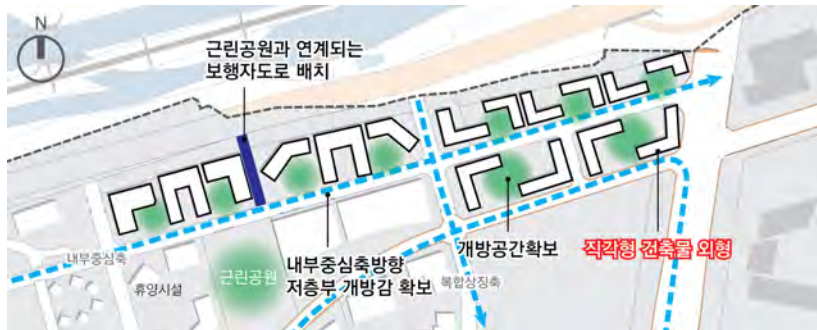 N
근린공원과 연계되는
보행자도로 배치
내부중심축
휴양시설
근린공원
내부중심축방향
저층부 개방감 확보
개방공간확보
직각형 건축물 외형
복합상징축